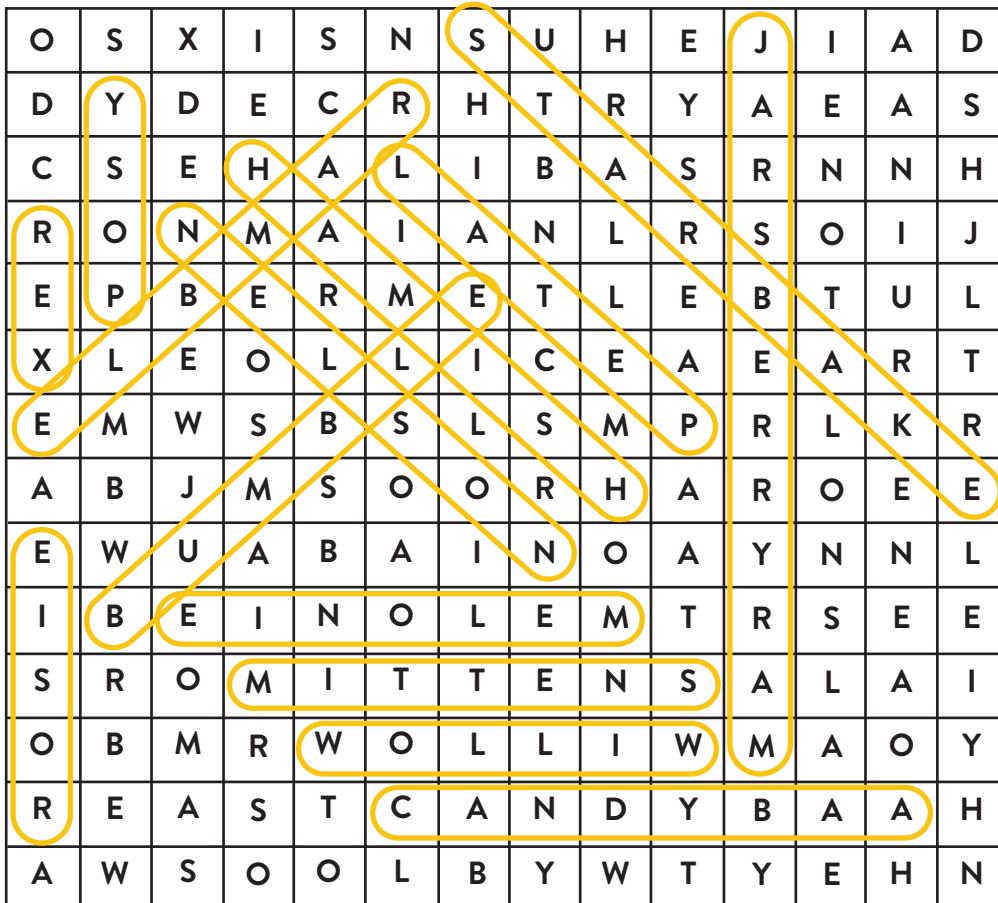 O S X I S N S U H E J I A D
D Y D E C R H T R Y A E A S
C S E H A L I B A S R N N H
R O N M A I A N L R S O I J
E P B E R M E T L E B T U L
X L E O L L I C E A E A R T
E M W S B S L S M P R L K R
A B J M S O O R H A R O E E
E W U A B A I N O A Y N N L
I B E I N O L E M T R S E E
S R O M I T T E N S A L A I
O B M R W O L L I W M A O Y
R E A S T C A N D Y B A A H
A W S O O L B Y W T Y E H N